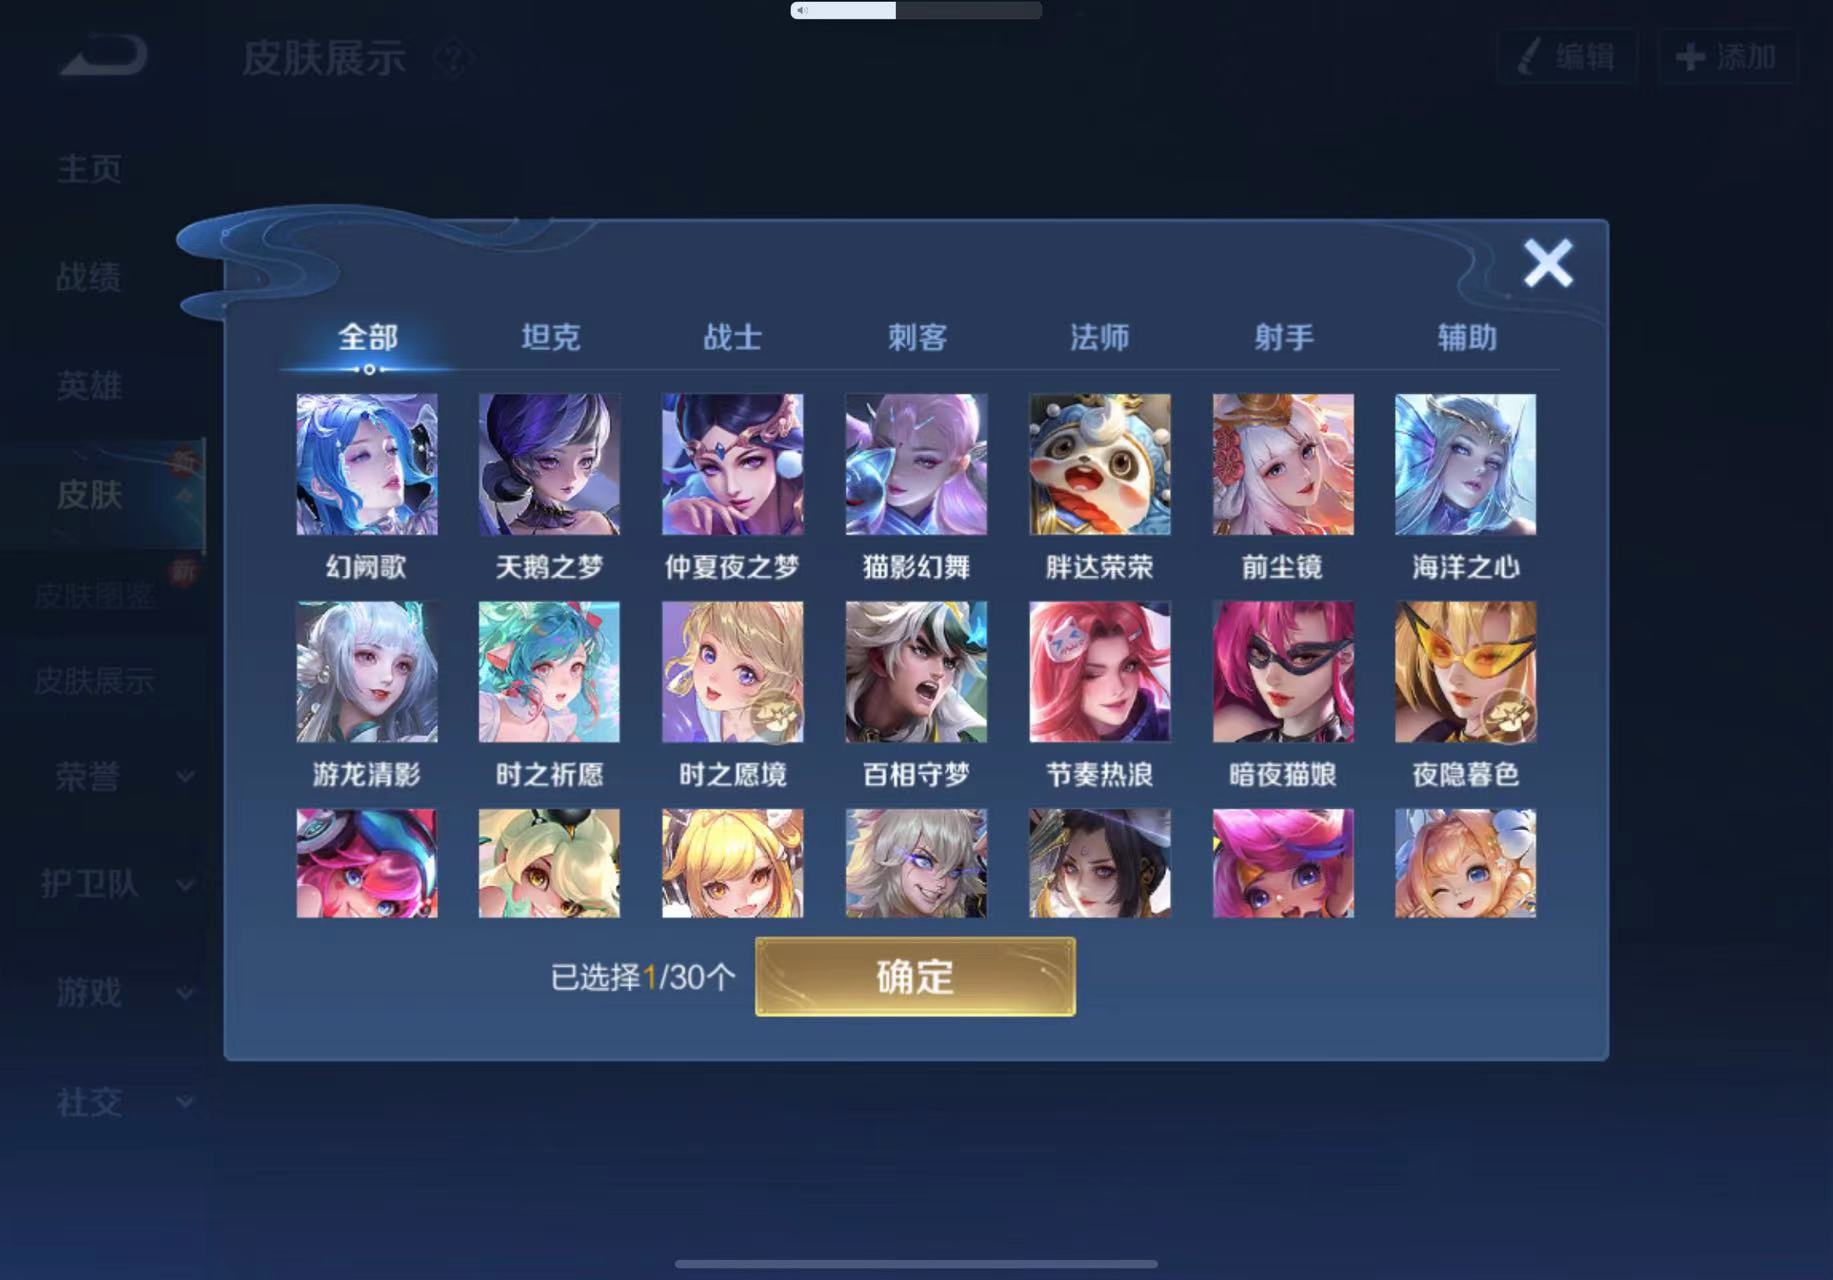 皮肤展示 ?
编辑
添加
主页
战绩
英雄
皮肤
新
皮肤图鉴
新
皮肤展示
荣誉
护卫队
游戏
社交
全部 坦克 战士 刺客 法师 射手 辅助
幻阙歌 天鹅之梦 仲夏夜之梦 猫影幻舞 胖达荣荣 前尘镜 海洋之心
游龙清影 时之祈愿 时之愿境 百相守梦 节奏热浪 暗夜猫娘 夜隐暮色
已选择1/30个
确定